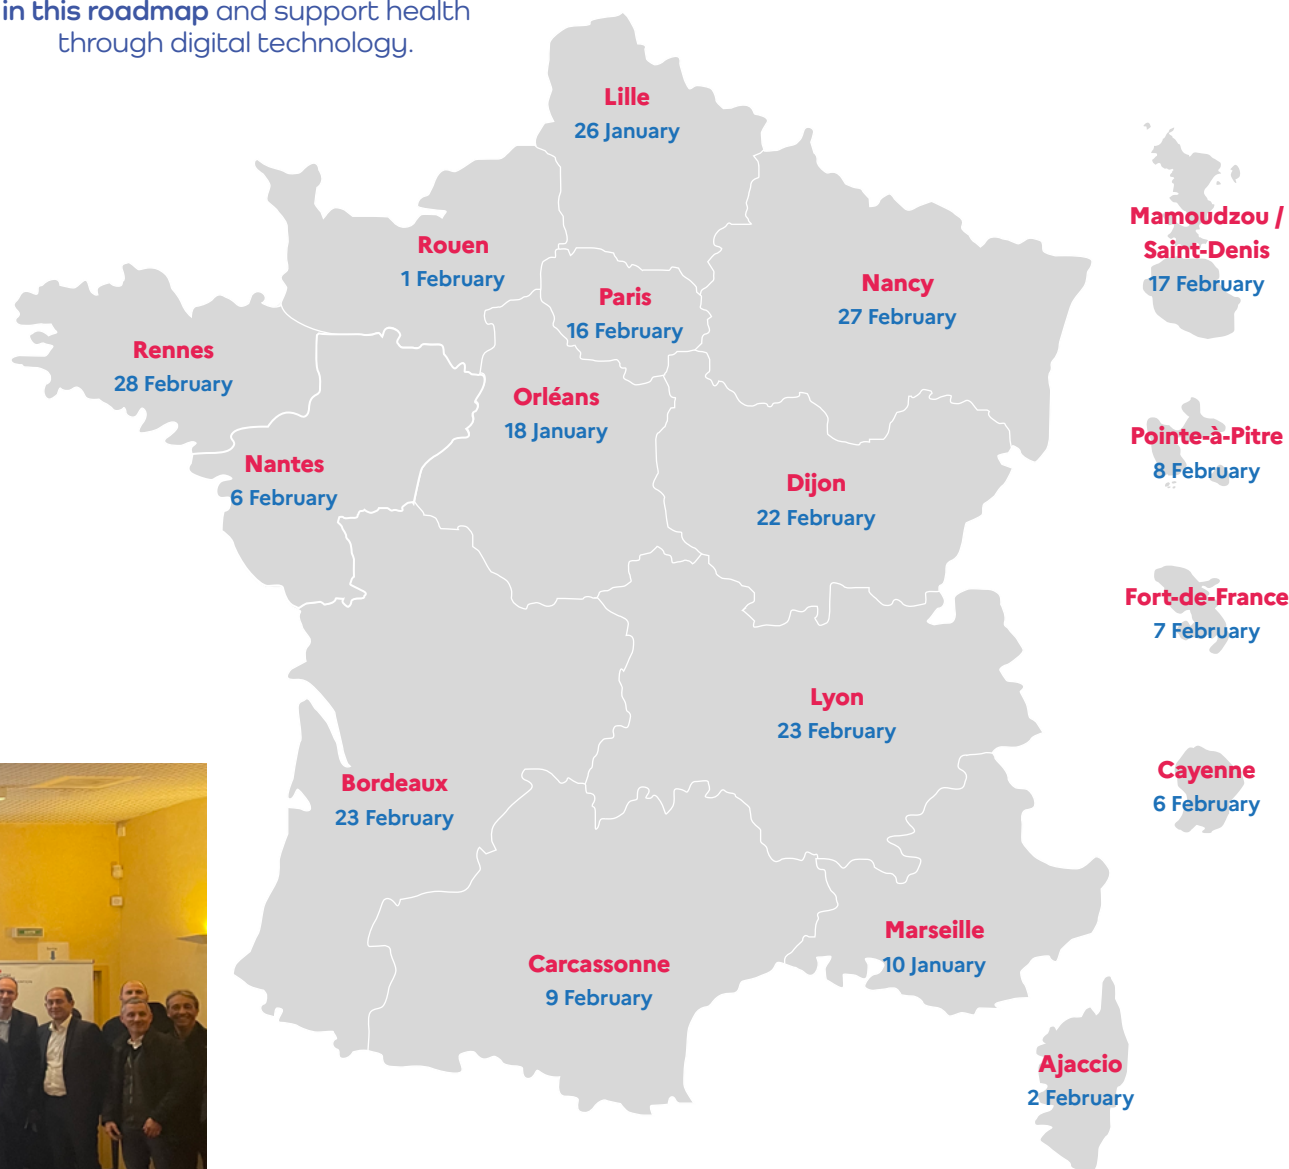 in this roadmap and support health
through digital technology.
Lille
26 January
Rouen
1 February
Paris
16 February
Nancy
27 February
Mamoudzou /
Saint-Denis
17 February
Rennes
28 February
Orléans
18 January
Nantes
6 February
Dijon
22 February
Pointe-à-Pitre
8 February
Fort-de-France
7 February
Lyon
23 February
Bordeaux
23 February
Cayenne
6 February
Marseille
10 January
Carcassonne
9 February
Ajaccio
2 February